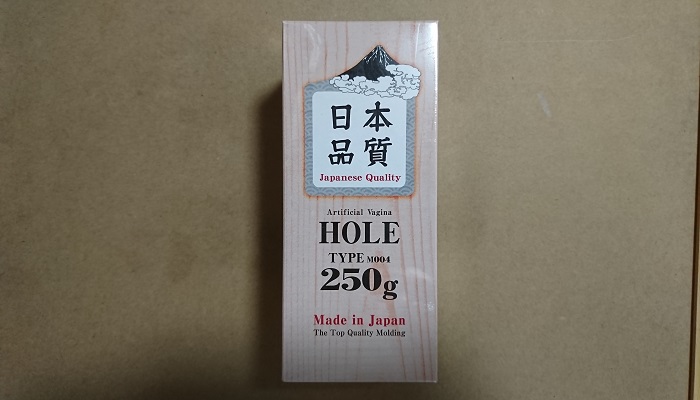 日本
品質
Japanese Quality
Artificial Vagina
HOLE
TYPE M004
250g
Made in Japan
The Top Quality Molding